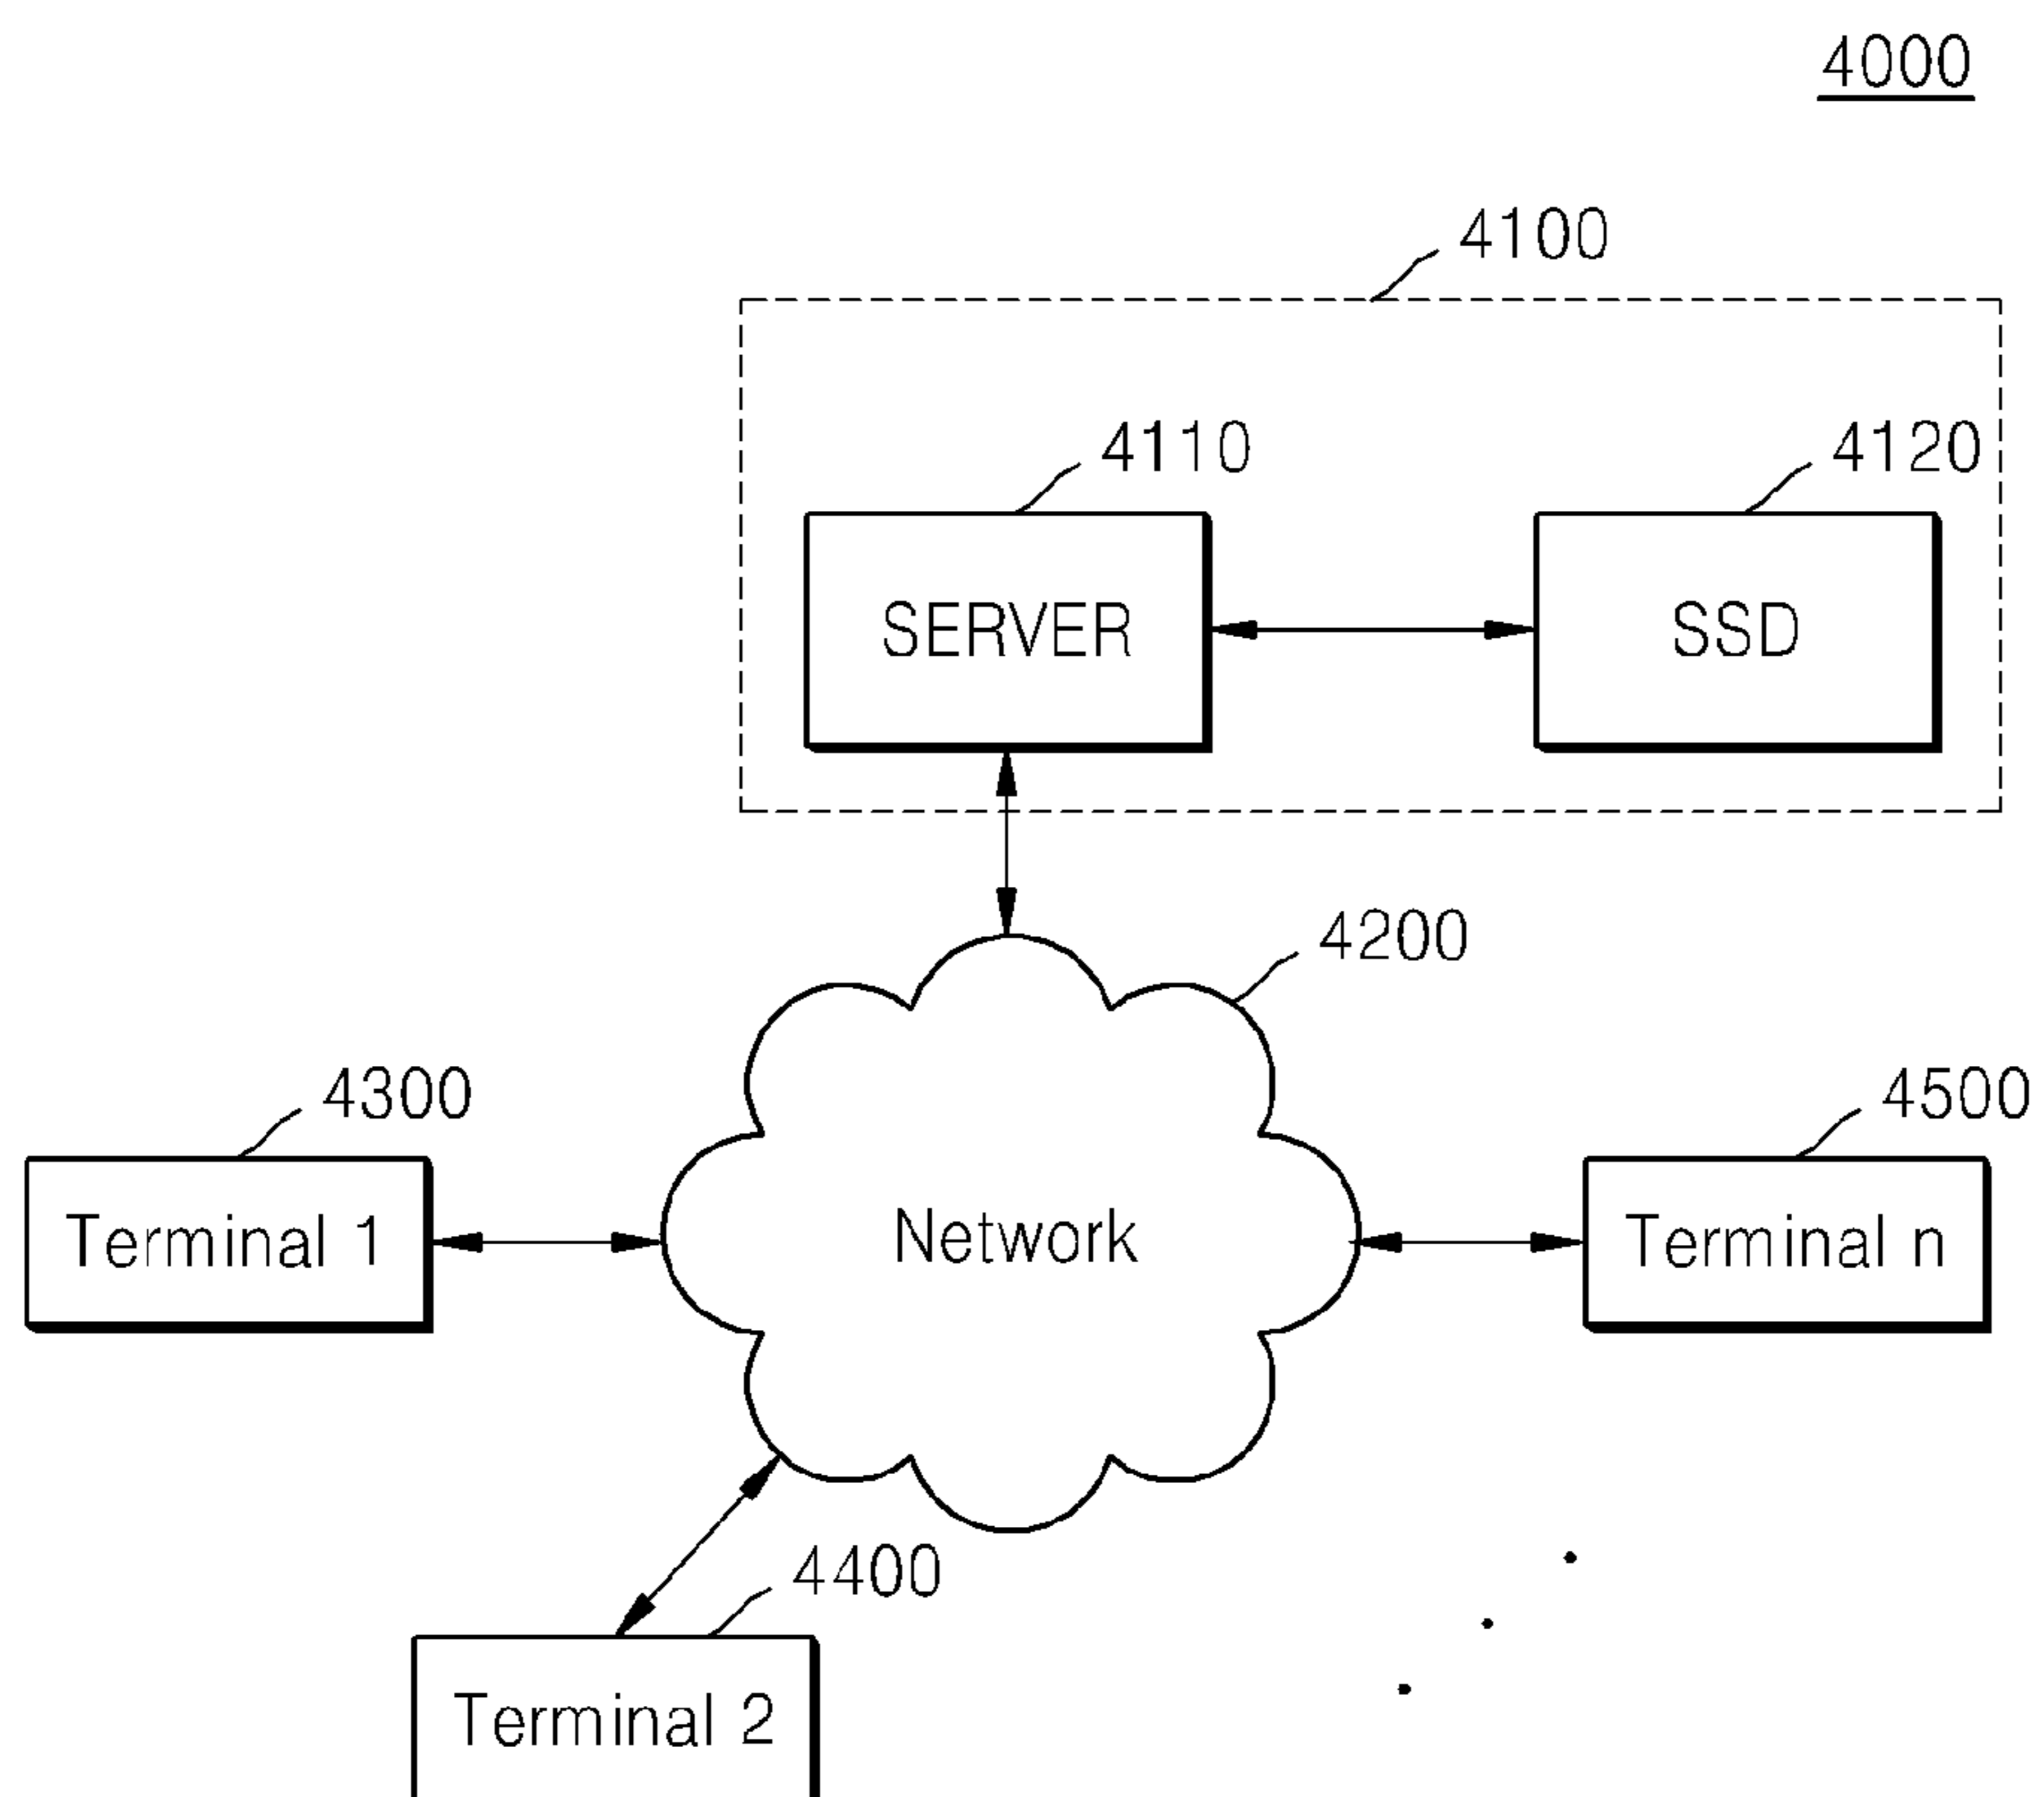 4000
4100
4110
4120
SERVER
SSD
4200
4300
4500
Terminal 1
Network
Terminal n
4400
Terminal 2